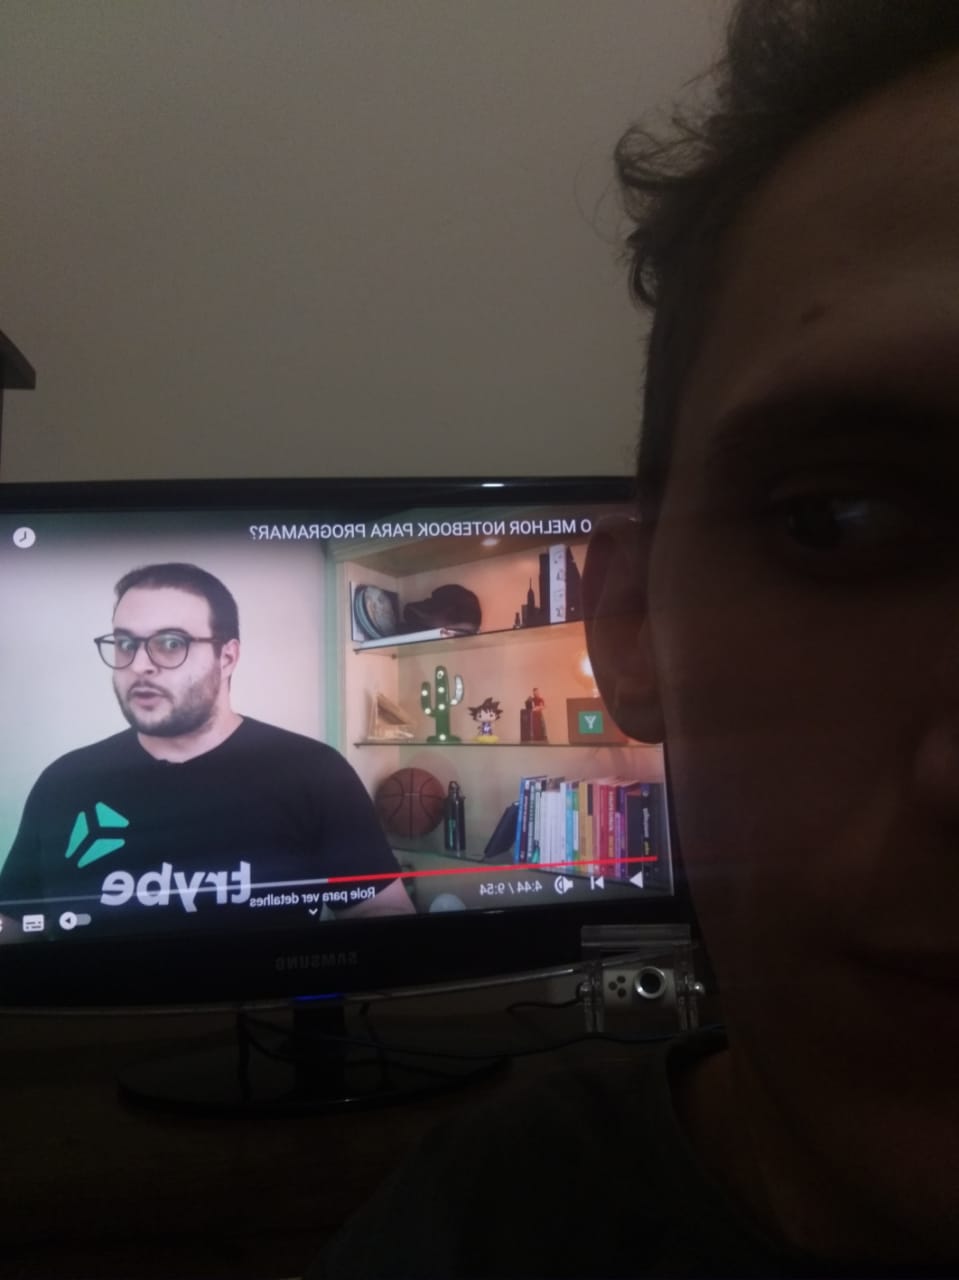 O MELHOR NOTEBOOK PARA PROGRAMAR?
Y
trybe
4:44 / 9:54
Role para ver detalhes
SAMSUNG